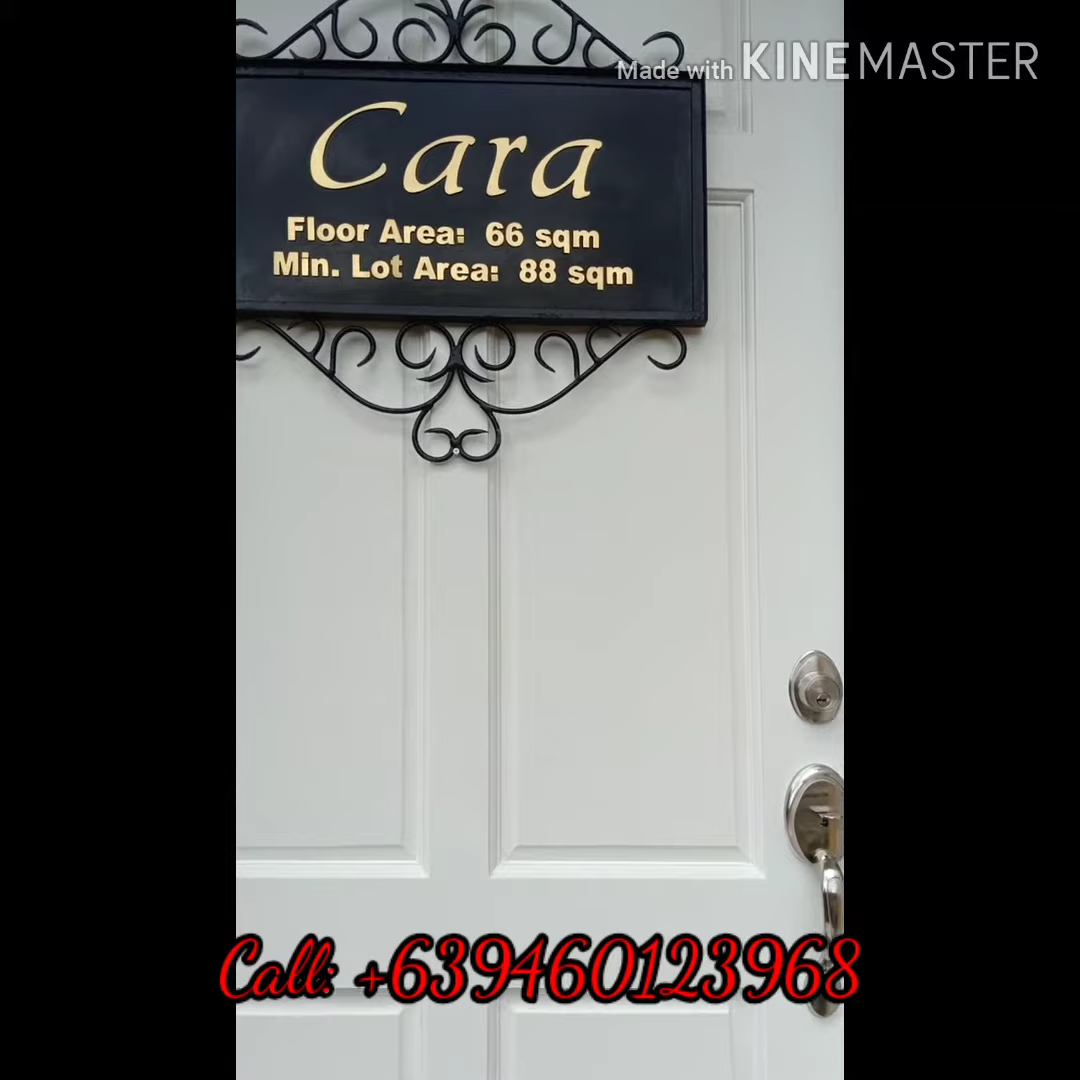 Made with KINEMASTER
Cara
Floor Area: 66 sqm
Min. Lot Area: 88 sqm
Call: +639460123968